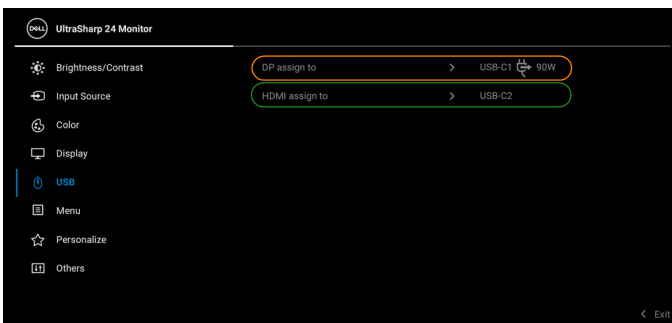 DELL UltraSharp 24 Monitor
Brightness/Contrast
DP assign to > USB-C1 90W
Input Source
HDMI assign to > USB-C2
Color
Display
USB
Menu
Personalize
Others
< Exit